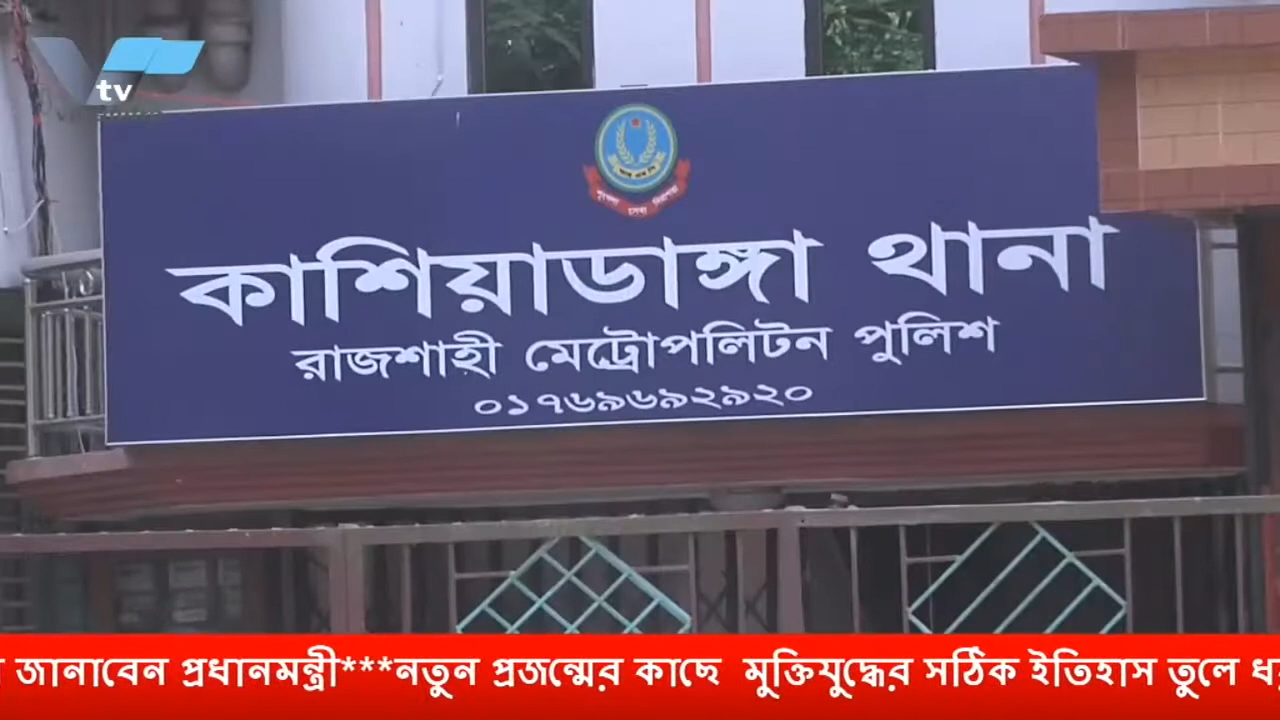 tv
কাশিয়াডাঙ্গা থানা
রাজশাহী মেট্রোপলিটন পুলিশ
০১৭৬৯৬৯২৯২০
জানাবেন প্রধানমন্ত্রী***নতুন প্রজন্মের কাছে মুক্তিযুদ্ধের সঠিক ইতিহাস তুলে